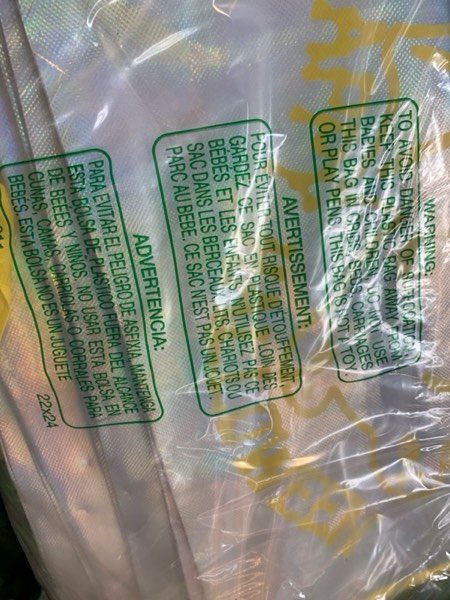 WARNING:
TO AVOID DANGER OF SUFFOCATION
KEEP THIS PLASTIC BAG AWAY FROM
BABIES AND CHILDREN. DO NOT USE
THIS BAG IN CRIBS, BEDS, CARRIAGES
OR PLAY PENS. THIS BAG IS NOT A TOY.
AVERTISSEMENT:
POUR EVITER TOUT RISQUE D'ETOUFFEMENT,
GARDEZ CE SAC EN PLASTIQUE LOIN DES
BEBES ET LES ENFANTS. N'UTILISEZ PAS CE
SAC DANS LES BERCEAUX, LITS, CHARIOTS OU
PARC AU BEBE. CE SAC N'EST PAS UN JOUET.
ADVERTENCIA:
PARA EVITAR EL PELIGRO DE ASFIXIA, MANTENGA
ESTA BOLSA DE PLASTICO FUERA DEL ALCANCE
DE BEBES Y NINOS. NO USAR ESTA BOLSA EN
CUNAS, CAMAS, CARRIOLAS O CORRALES PARA
BEBES. ESTA BOLSA NO ES UN JUGUETE
22x24